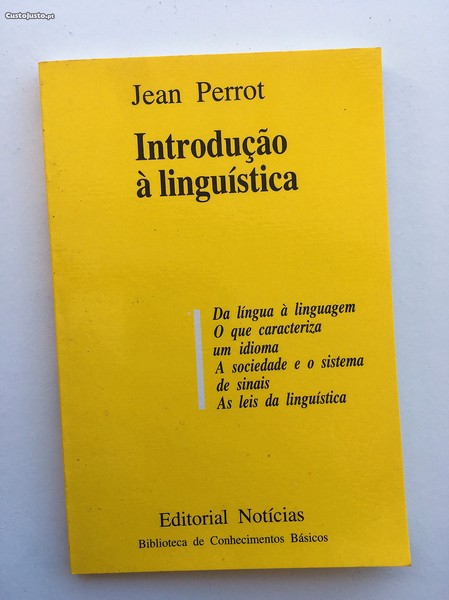 CustoJusto.pt
Jean Perrot
Introdução
à linguística
Da língua à linguagem
O que caracteriza
um idioma
A sociedade e o sistema
de sinais
As leis da linguística
Editorial Notícias
Biblioteca de Conhecimentos Básicos